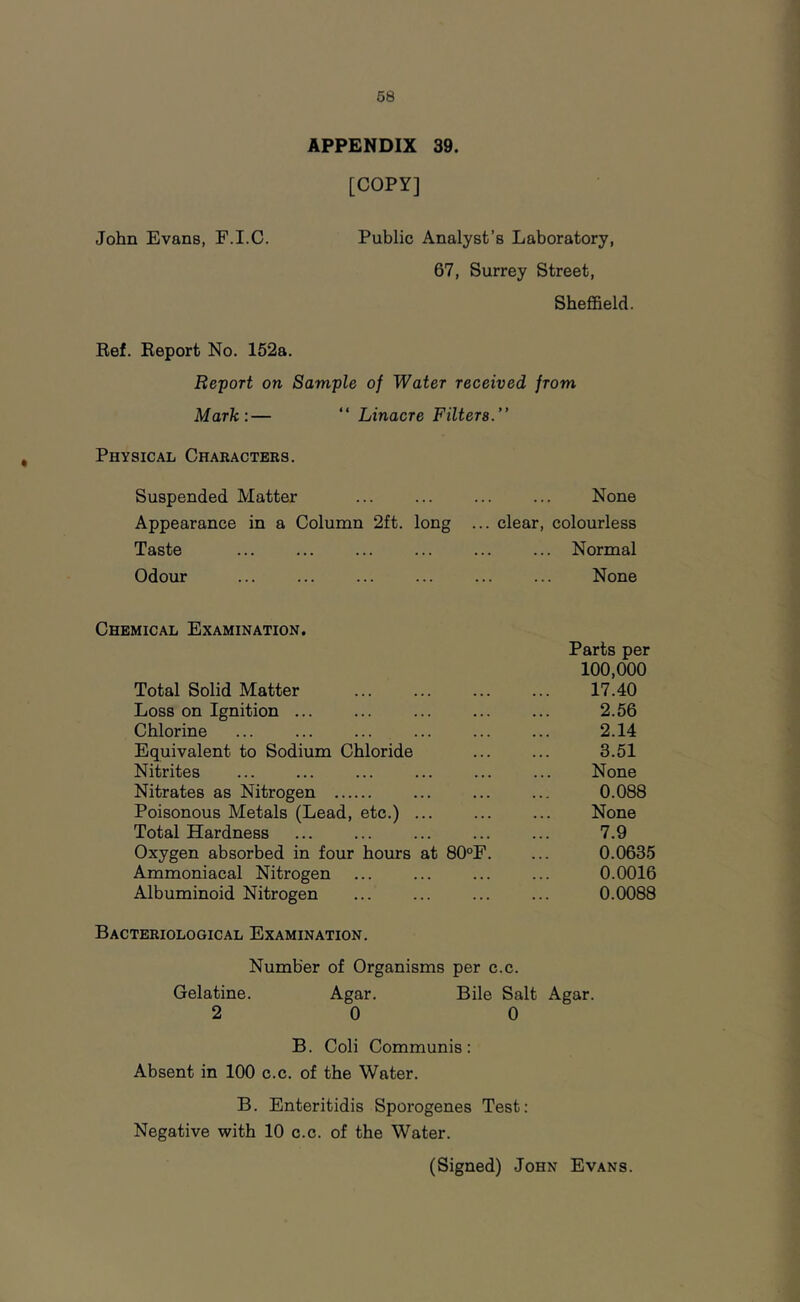 58
APPENDIX 39.
[COPY]
John Evans, F.I.C. Public Analyst's Laboratory,
67, Surrey Street,
Sheffield.
Ref. Report No. 152a.
Report on Sample of Water received from
Mark:— " Linacre Filters."
Physical Characters.
Suspended Matter ... ... ... ... None
Appearance in a Column 2ft. long ... clear, colourless
Taste ... ... ... ... ... ... Normal
Odour ... ... ... ... ... ... None
Chemical Examination.
Parts per
100,000
Total Solid Matter ... ... ... ... 17.40
Loss on Ignition ... ... ... ... ... 2.56
Chlorine ... ... ... ... ... ... 2.14
Equivalent to Sodium Chloride ... ... 3.51
Nitrites ... ... ... ... ... ... None
Nitrates as Nitrogen ...... ... ... ... 0.088
Poisonous Metals (Lead, etc.) ... ... ... None
Total Hardness ... ... ... ... ... 7.9
Oxygen absorbed in four hours at 80°F. ... 0.0635
Ammoniacal Nitrogen ... ... ... ... 0.0016
Albuminoid Nitrogen ... ... ... ... 0.0088
Bacteriological Examination.
Number of Organisms per c.c.
Gelatine. Agar. Bile Salt Agar.
2 0 0
B. Coli Communis:
Absent in 100 c.c. of the Water.
B. Enteritidis Sporogenes Test:
Negative with 10 c.c. of the Water.
(Signed) John Evans.